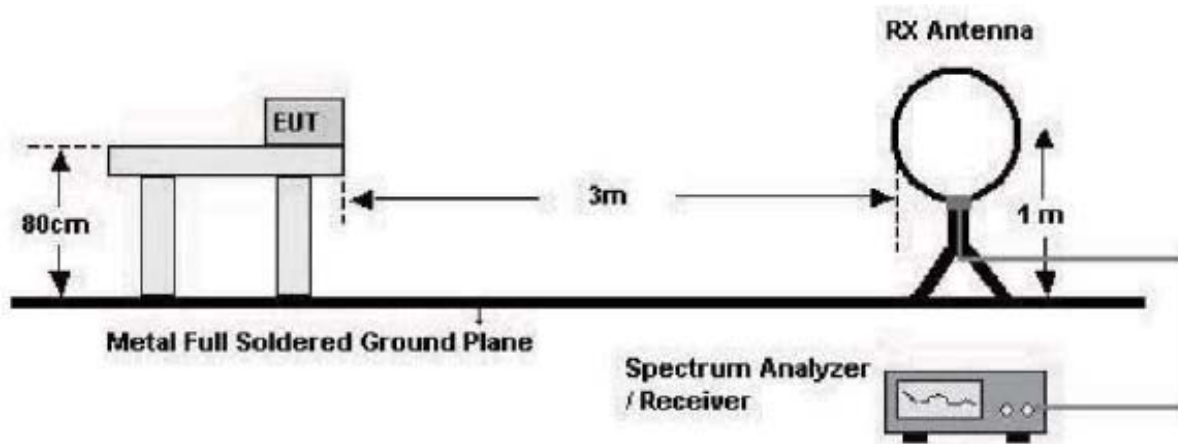 RX Antenna
EUT
80cm
3m
1 m
Metal Full Soldered Ground Plane
Spectrum Analyzer
/ Receiver